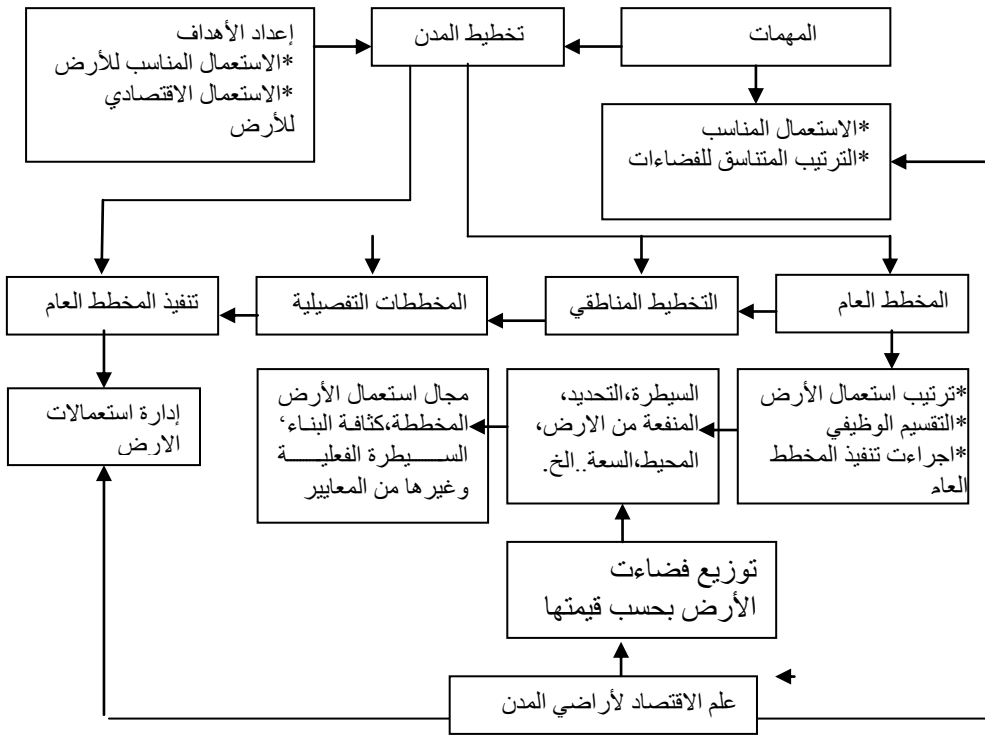 المهمات
تخطيط المدن
إعداد الأهداف
*الاستعمال المناسب للأرض
*الاستعمال الاقتصادي
للأرض
*الاستعمال المناسب
*الترتيب المتناسق للفضاءات
المخطط العام
التخطيط المناطقي
المخططات التفصيلية
تنفيذ المخطط العام
*ترتيب استعمال الأرض
*التقسيم الوظيفي
*اجراءت تنفيذ المخطط
العام
السيطرة،التحديد،
المنفعة من الارض،
المحيط،السعة..الخ.
مجال استعمال الأرض
المخططة،كثافة البناء،
الســـــيطرة الفعليــــــة
وغيرها من المعايير
إدارة استعمالات
الارض
توزيع فضاءت
الأرض بحسب قيمتها
علم الاقتصاد لأراضي المدن